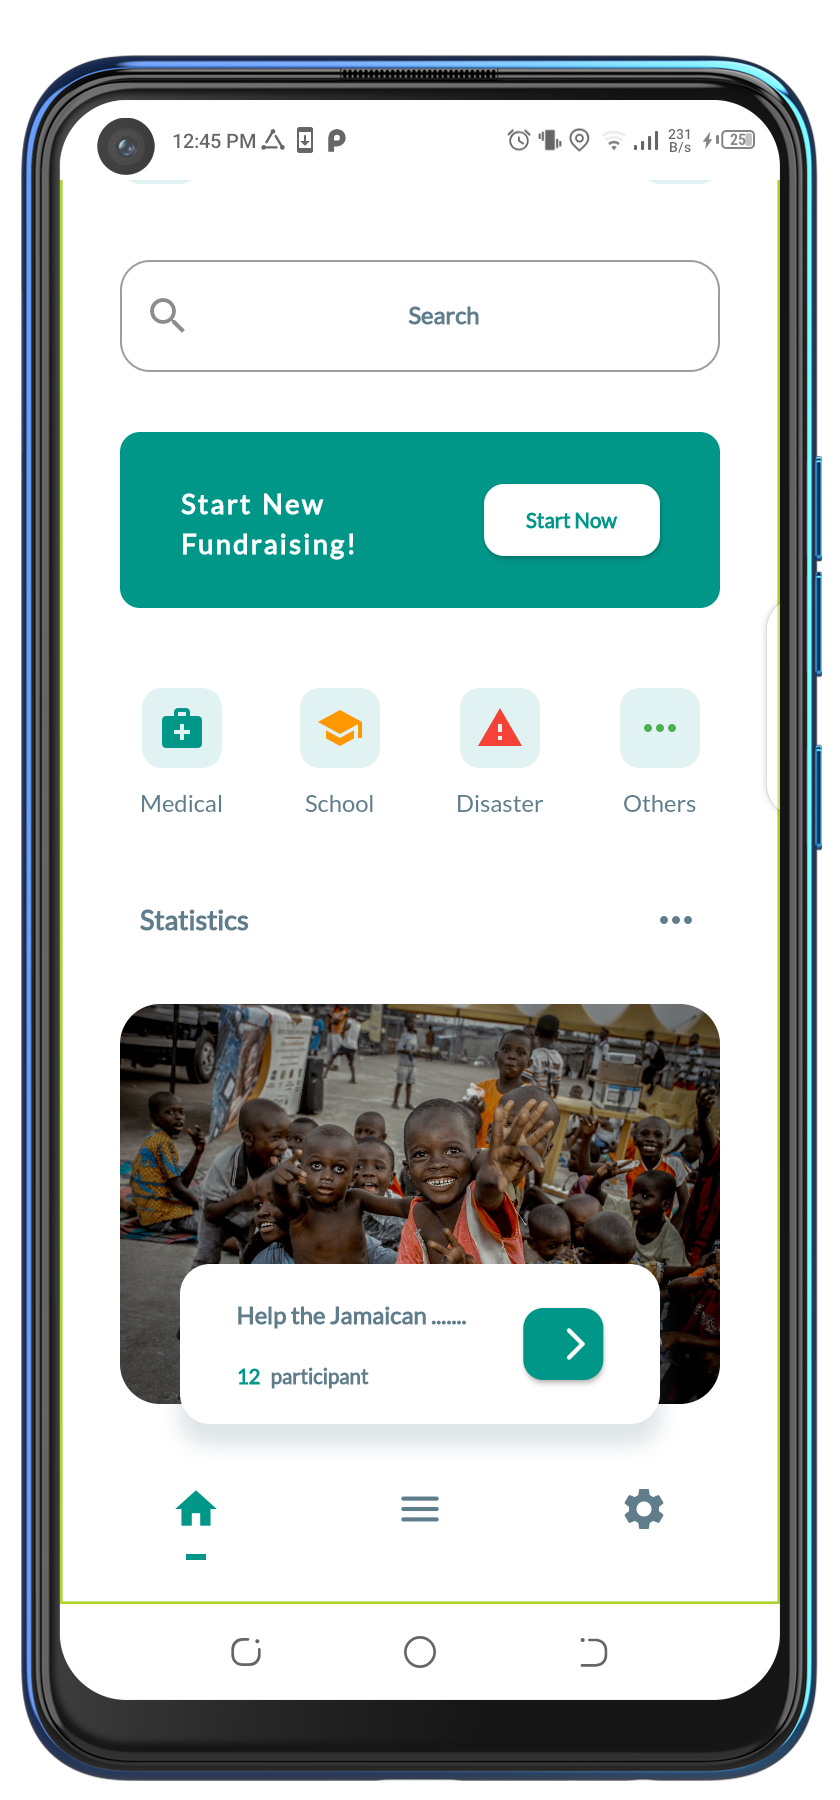 12:45 PM
231
B/s
25
Search
Start New
Fundraising!
Start Now
Medical
School
Disaster
Others
Statistics
Help the Jamaican .......
12 participant